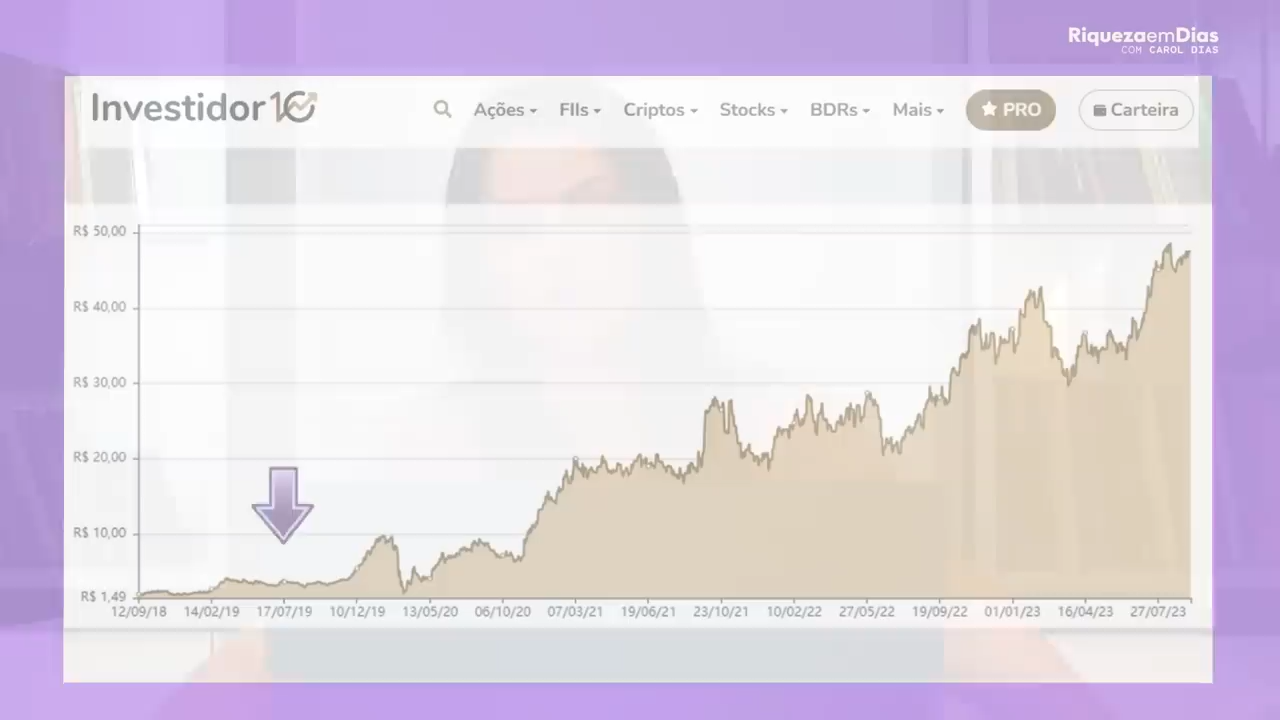 RiquezaemDias
COM CAROL DIAS
Investidor 10
Ações
FIIs
Criptos
Stocks
BDRs
Mais
PRO
Carteira
R$ 50,00
R$ 40,00
R$ 30,00
R$ 20,00
R$ 10,00
R$ 1,49
12/09/18 14/02/19 17/07/19 10/12/19 13/05/20 06/10/20 07/03/21 19/06/21 23/10/21 10/02/22 27/05/22 19/09/22 01/01/23 16/04/23 27/07/23